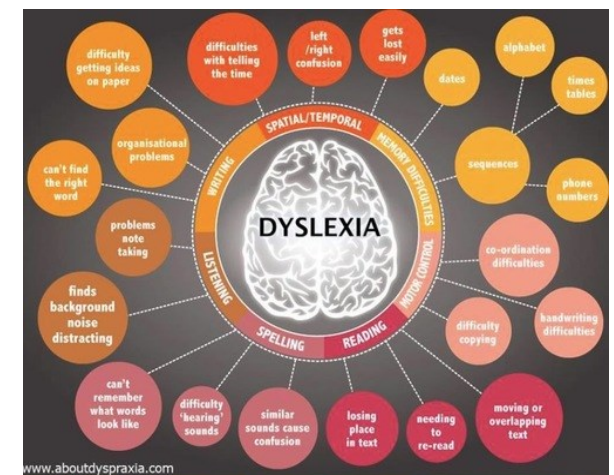 difficulty
getting ideas
on paper
difficulties
with telling
the time
left
/right
confusion
gets
lost
easily
dates
alphabet
times
tables
sequences
phone
numbers
organisational
problems
can't find
the right
word
problems
note
taking
finds
background
noise
distracting
SPATIAL/TEMPORAL
MEMORY DIFFICULTIES
WRITING
DYSLEXIA
LISTENING
MOTOR CONTROL
SPELLING
READING
co-ordination
difficulties
handwriting
difficulties
difficulty
copying
can't
remember
what words
look like
difficulty
'hearing'
sounds
similar
sounds cause
confusion
losing
place
in text
needing
to
re-read
moving or
overlapping
text
www.aboutdyspraxia.com